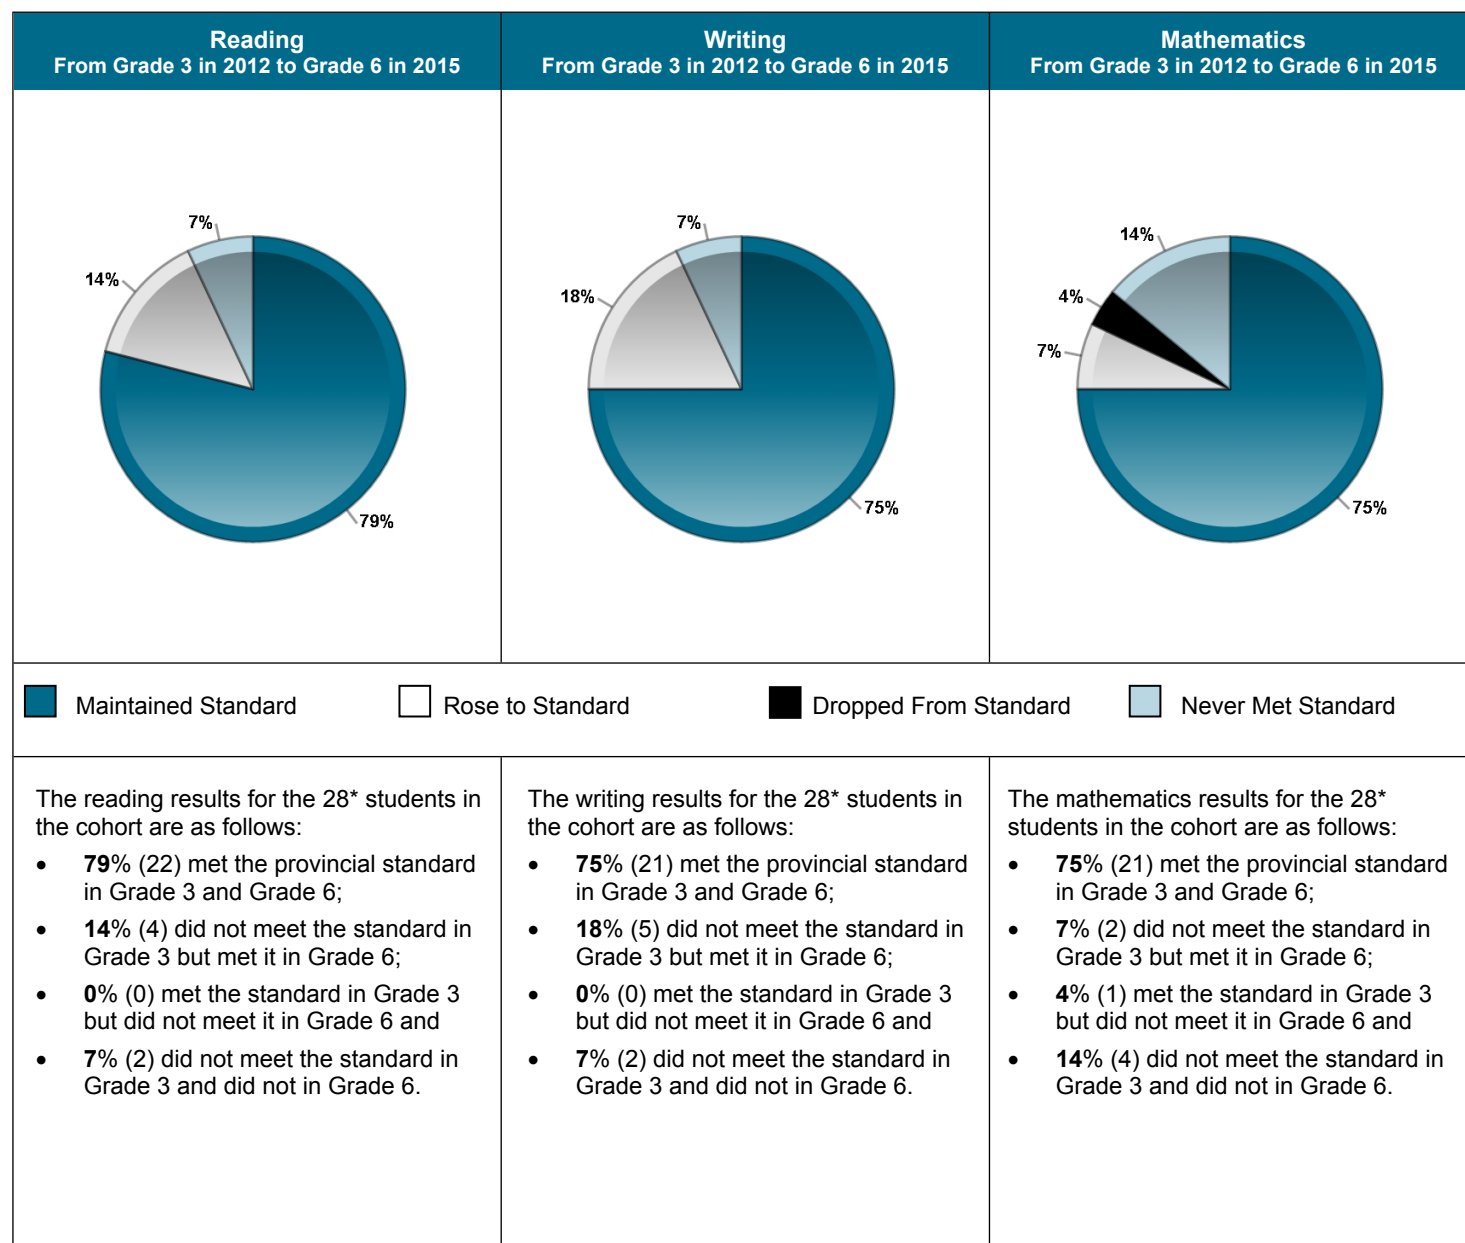 Reading
From Grade 3 in 2012 to Grade 6 in 2015
Writing
From Grade 3 in 2012 to Grade 6 in 2015
Mathematics
From Grade 3 in 2012 to Grade 6 in 2015
7%
14%
79%
7%
18%
75%
14%
4%
7%
75%
Maintained Standard
Rose to Standard
Dropped From Standard
Never Met Standard
The reading results for the 28* students in
the cohort are as follows:
• 79% (22) met the provincial standard
in Grade 3 and Grade 6;
• 14% (4) did not meet the standard in
Grade 3 but met it in Grade 6;
• 0% (0) met the standard in Grade 3
but did not meet it in Grade 6 and
• 7% (2) did not meet the standard in
Grade 3 and did not in Grade 6.
The writing results for the 28* students in
the cohort are as follows:
• 75% (21) met the provincial standard
in Grade 3 and Grade 6;
• 18% (5) did not meet the standard in
Grade 3 but met it in Grade 6;
• 0% (0) met the standard in Grade 3
but did not meet it in Grade 6 and
• 7% (2) did not meet the standard in
Grade 3 and did not in Grade 6.
The mathematics results for the 28*
students in the cohort are as follows:
• 75% (21) met the provincial standard
in Grade 3 and Grade 6;
• 7% (2) did not meet the standard in
Grade 3 but met it in Grade 6;
• 4% (1) met the standard in Grade 3
but did not meet it in Grade 6 and
• 14% (4) did not meet the standard in
Grade 3 and did not in Grade 6.